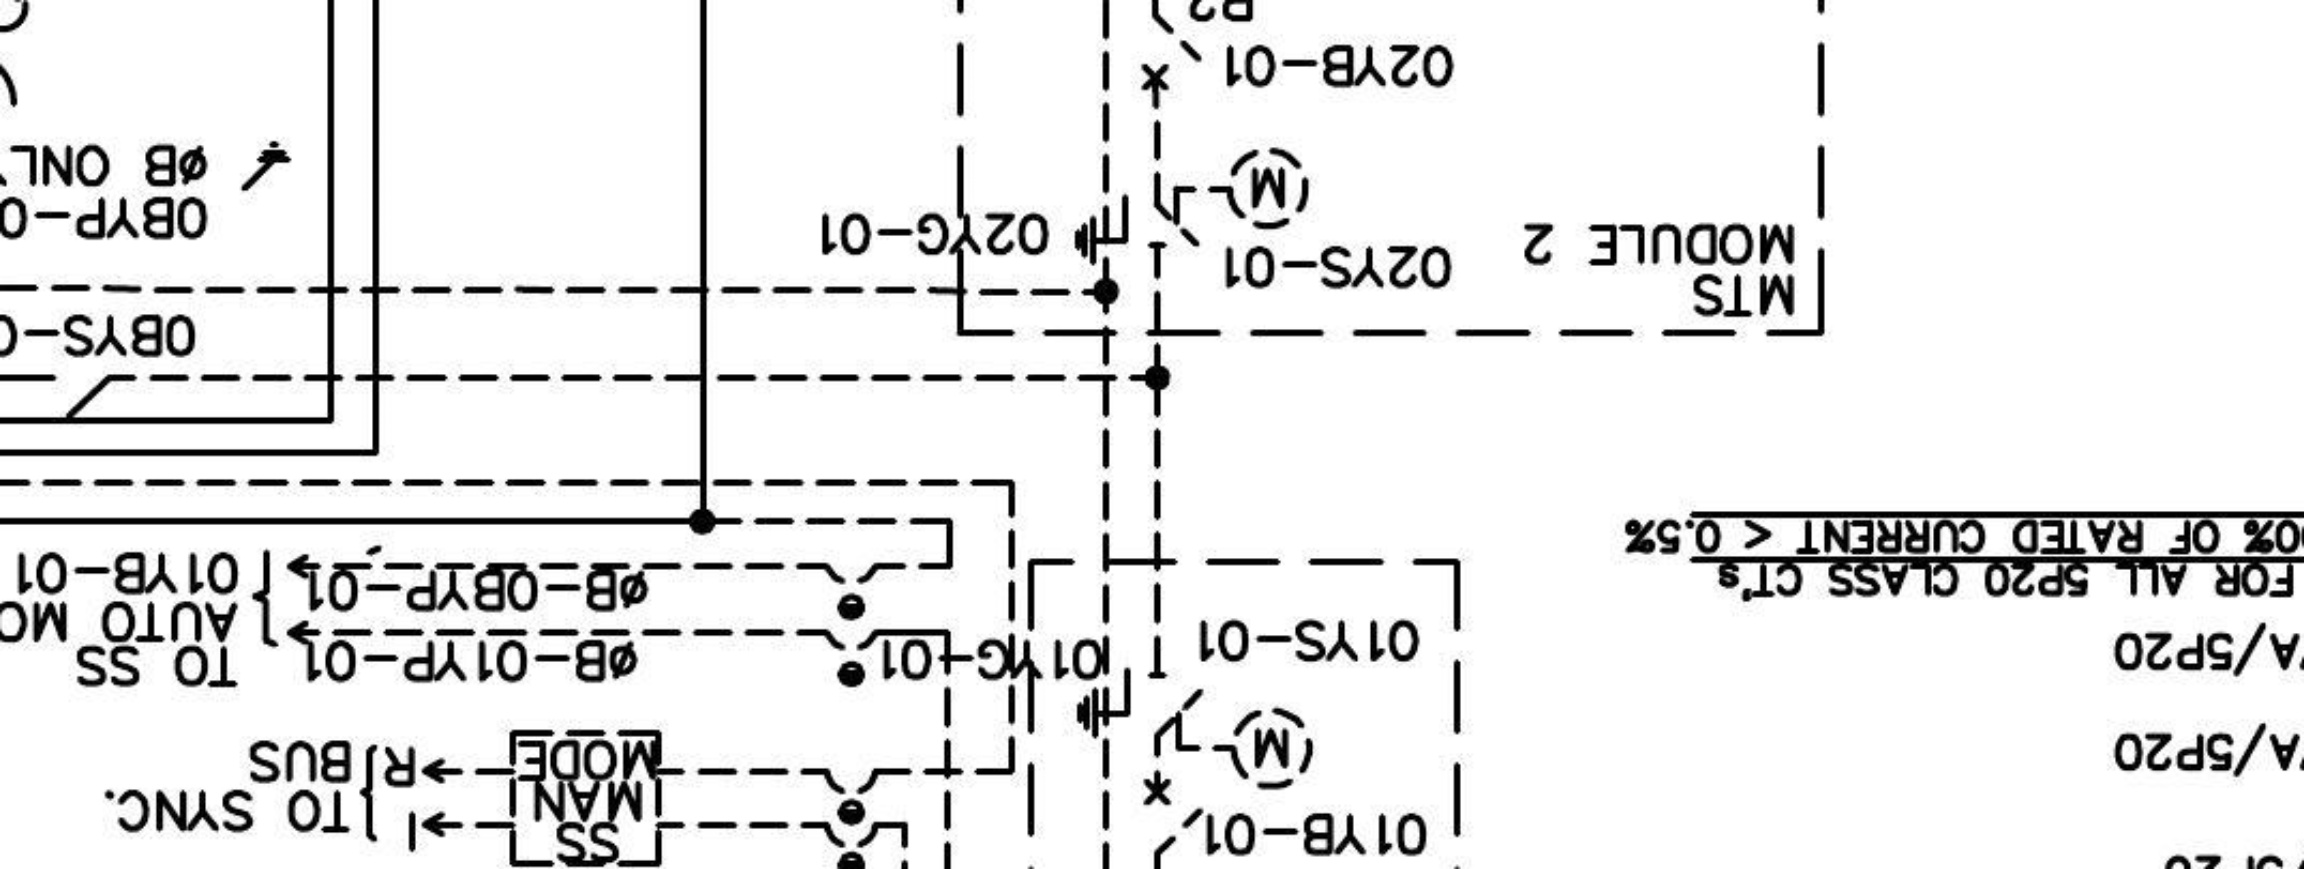 01YB-01
SS
MAN
MODE
I
TO SYNC.
R BUS
M
A/5P20
A/5P20
01YS-01
01YG-01
ØB-01YP-01
ØB-0BYP-01
TO SS
AUTO MO
01YB-01
FOR ALL 5P20 CLASS CT's
00% OF RATED CURRENT < 0.5%
MTS
MODULE 2
02YS-01
02YG-01
M
02YB-01
0BYS-0
0BYP-0
ØB ONLY